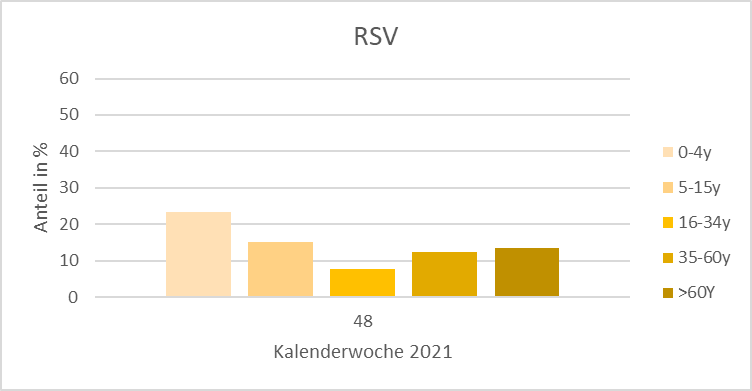 RSV
60
50
40
30
20
10
0
Anteil in %
48
Kalenderwoche 2021
0-4y
5-15y
16-34y
35-60y
>60Y